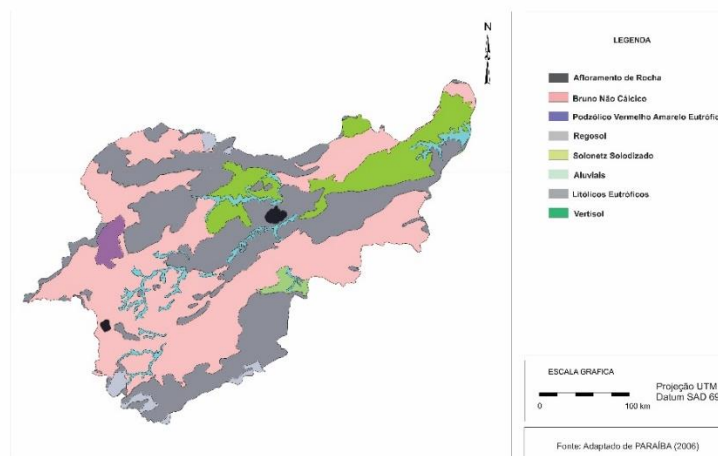 N
LEGENDA
Afloramento de Rocha
Bruno Não Cálcico
Podzólico Vermelho Amarelo Eutrófic
Regosol
Solonetz Solodizado
Aluviais
Litólicos Eutróficos
Vertisol
ESCALA GRAFICA
0 100 km
Projeção UTM
Datum SAD 69
Fonte: Adaptado de PARAÍBA (2006)